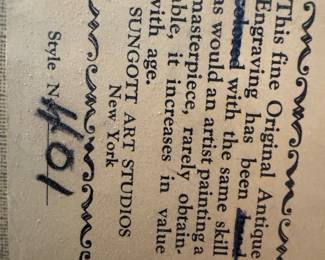 This fine Original Antique
Engraving has been hand
colored with the same skill
as would an artist painting a
masterpiece, rarely obtain-
able, it increases in value
with age.
SUNGOTT ART STUDIOS
New York
Style N 401